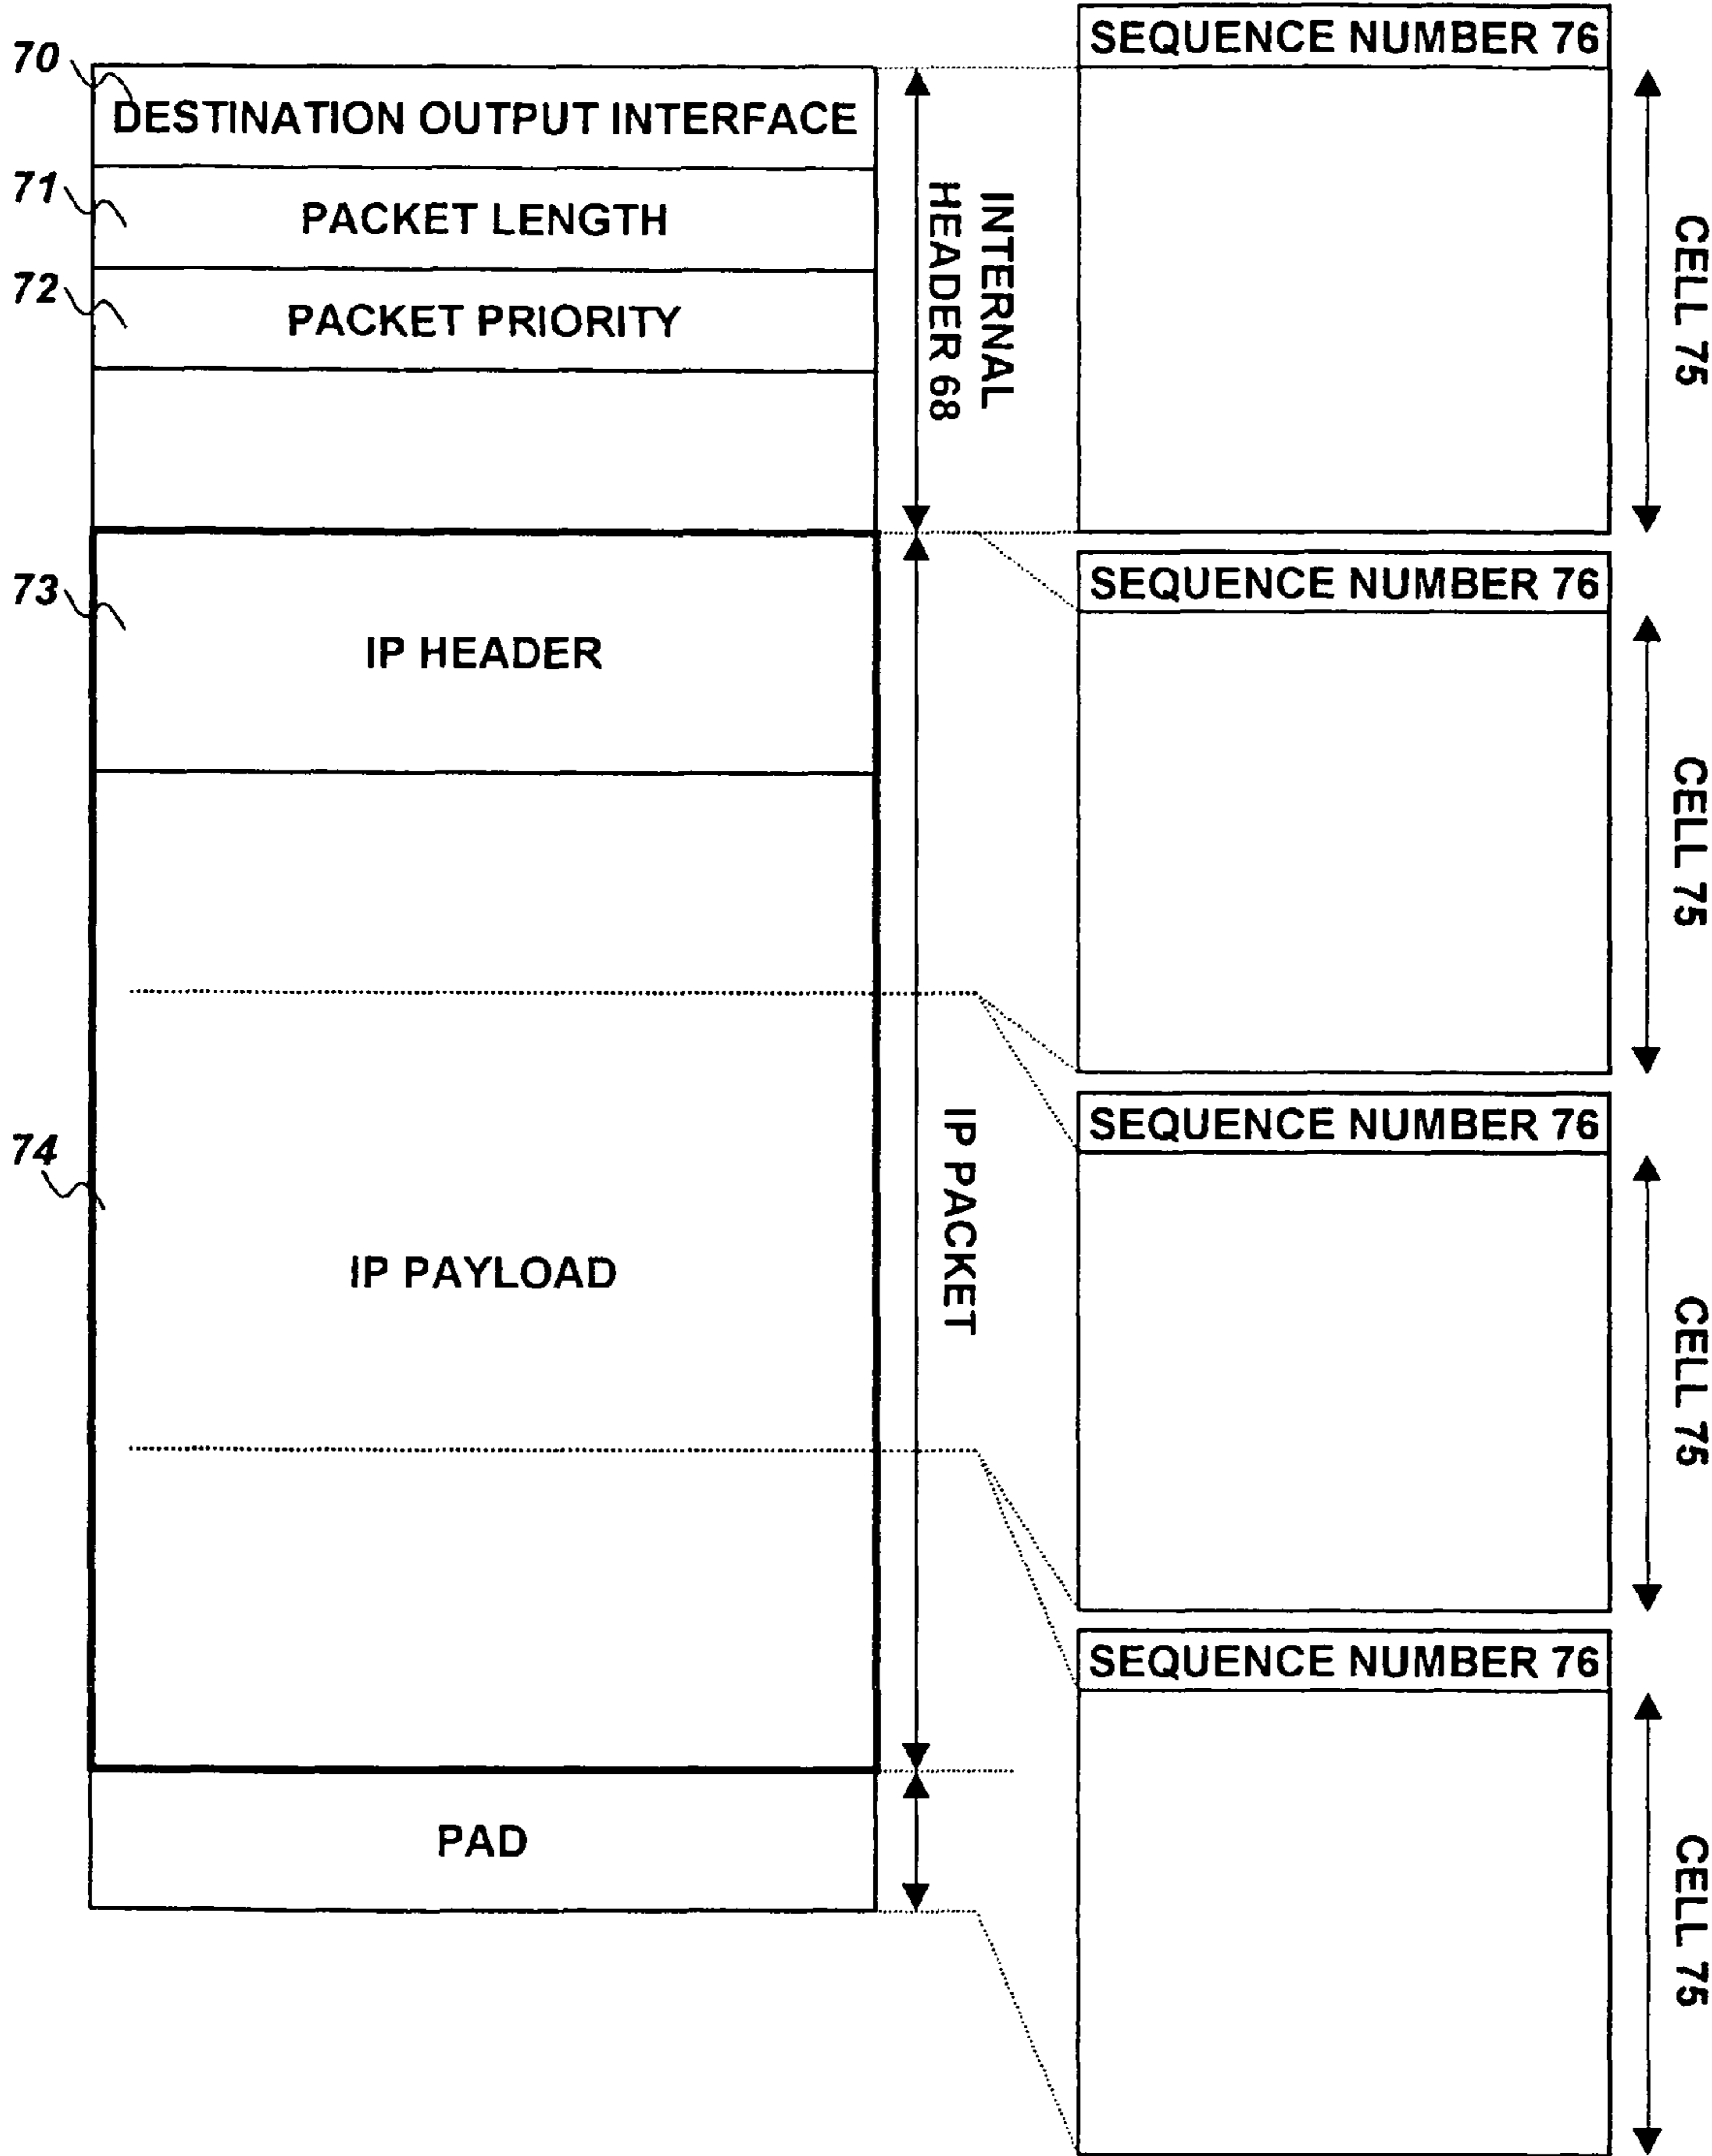 70
DESTINATION OUTPUT INTERFACE
71
PACKET LENGTH
72
PACKET PRIORITY
INTERNAL
HEADER 68
73
IP HEADER
74
IP PAYLOAD
IP PACKET
PAD
SEQUENCE NUMBER 76
CELL 75
SEQUENCE NUMBER 76
CELL 75
SEQUENCE NUMBER 76
CELL 75
SEQUENCE NUMBER 76
CELL 75